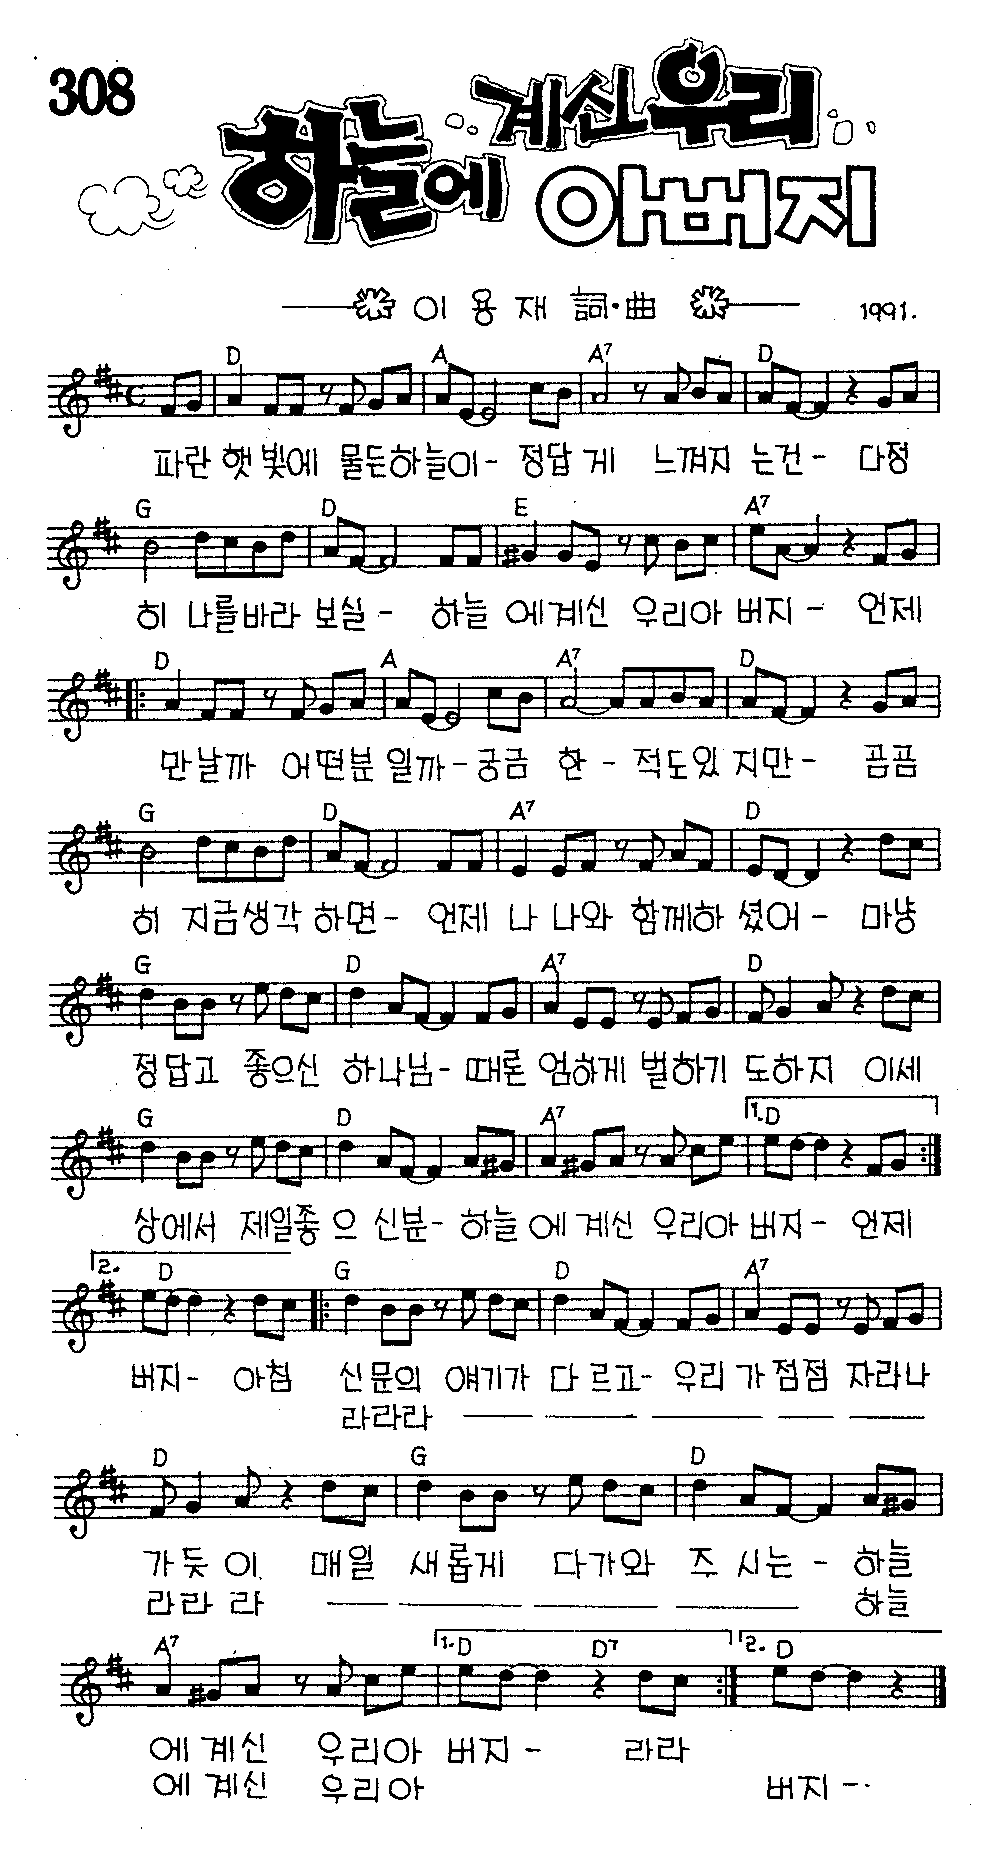 308
하늘에 계신 우리 아버지
이용재 詞·曲 1991.
D A A7 D
파란 햇빛에 물든하늘이- 정답게 느껴지는건- 다정
G D E A7
히 나를바라보실- 하늘에계신 우리아버지- 언제
D A A7 D
만날까 어떤분일까-궁금한-적도있지만- 곰곰
G D A7 D
히 지금생각하면- 언제나 나와 함께하셨어- 마냥
G D A7 D
정답고 좋으신 하나님-때론 엄하게 벌하기도하지 이세
G D A7 1.D
상에서 제일좋으신분-하늘에계신 우리아버지- 언제
2. D G D A7
버지- 아침 신문의 얘기가 다르고- 우리가점점 자라나
라라라
D G D
가듯이. 매일 새롭게 다가와 주시는- 하늘
라라라 하늘
A7 1.D D7 2. D
에계신 우리아 버지- 라라
에계신 우리아 버지-